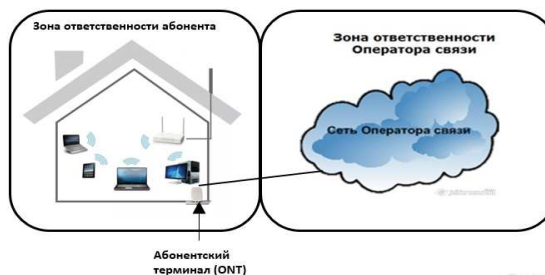 Зона ответственности абонента
Зона ответственности
Оператора связи
Сеть Оператора связи
Абонентский
терминал (ONT)